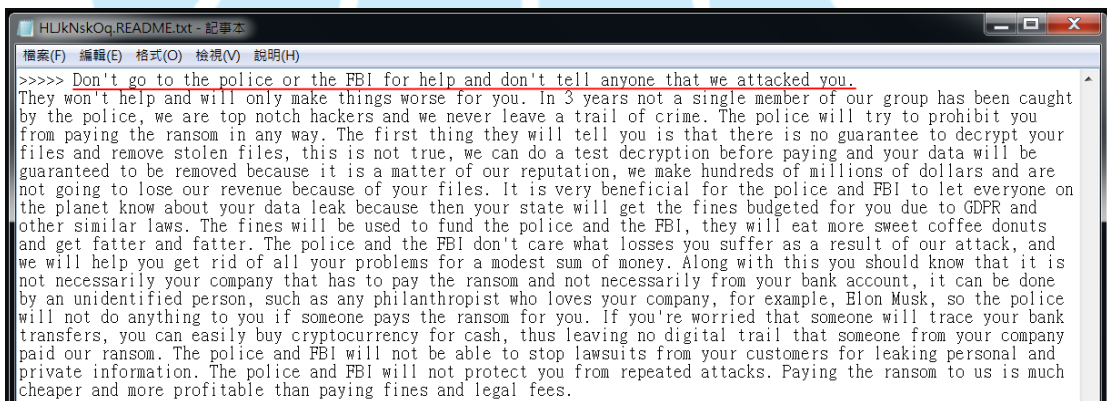 HLJkNskOq.README.txt - 記事本
檔案(F) 編輯(E) 格式(O) 檢視(V) 說明(H)
>>>>> Don't go to the police or the FBI for help and don't tell anyone that we attacked you.
They won't help and will only make things worse for you. In 3 years not a single member of our group has been caught
by the police, we are top notch hackers and we never leave a trail of crime. The police will try to prohibit you
from paying the ransom in any way. The first thing they will tell you is that there is no guarantee to decrypt your
files and remove stolen files, this is not true, we can do a test decryption before paying and your data will be
guaranteed to be removed because it is a matter of our reputation, we make hundreds of millions of dollars and are
not going to lose our revenue because of your files. It is very beneficial for the police and FBI to let everyone on
the planet know about your data leak because then your state will get the fines budgeted for you due to GDPR and
other similar laws. The fines will be used to fund the police and the FBI, they will eat more sweet coffee donuts
and get fatter and fatter. The police and the FBI don't care what losses you suffer as a result of our attack, and
we will help you get rid of all your problems for a modest sum of money. Along with this you should know that it is
not necessarily your company that has to pay the ransom and not necessarily from your bank account, it can be done
by an unidentified person, such as any philanthropist who loves your company, for example, Elon Musk, so the police
will not do anything to you if someone pays the ransom for you. If you're worried that someone will trace your bank
transfers, you can easily buy cryptocurrency for cash, thus leaving no digital trail that someone from your company
paid our ransom. The police and FBI will not be able to stop lawsuits from your customers for leaking personal and
private information. The police and FBI will not protect you from repeated attacks. Paying the ransom to us is much
cheaper and more profitable than paying fines and legal fees.